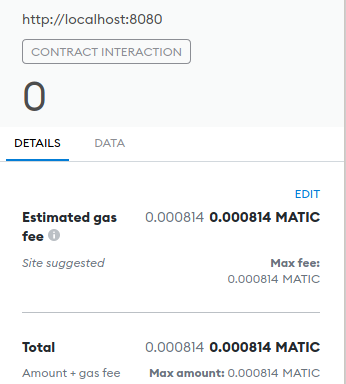 http://localhost:8080
CONTRACT INTERACTION
0
DETAILS DATA
EDIT
Estimated gas fee 0.000814 0.000814 MATIC
Site suggested Max fee:
0.000814 MATIC
Total 0.000814 0.000814 MATIC
Amount + gas fee Max amount: 0.000814 MATIC